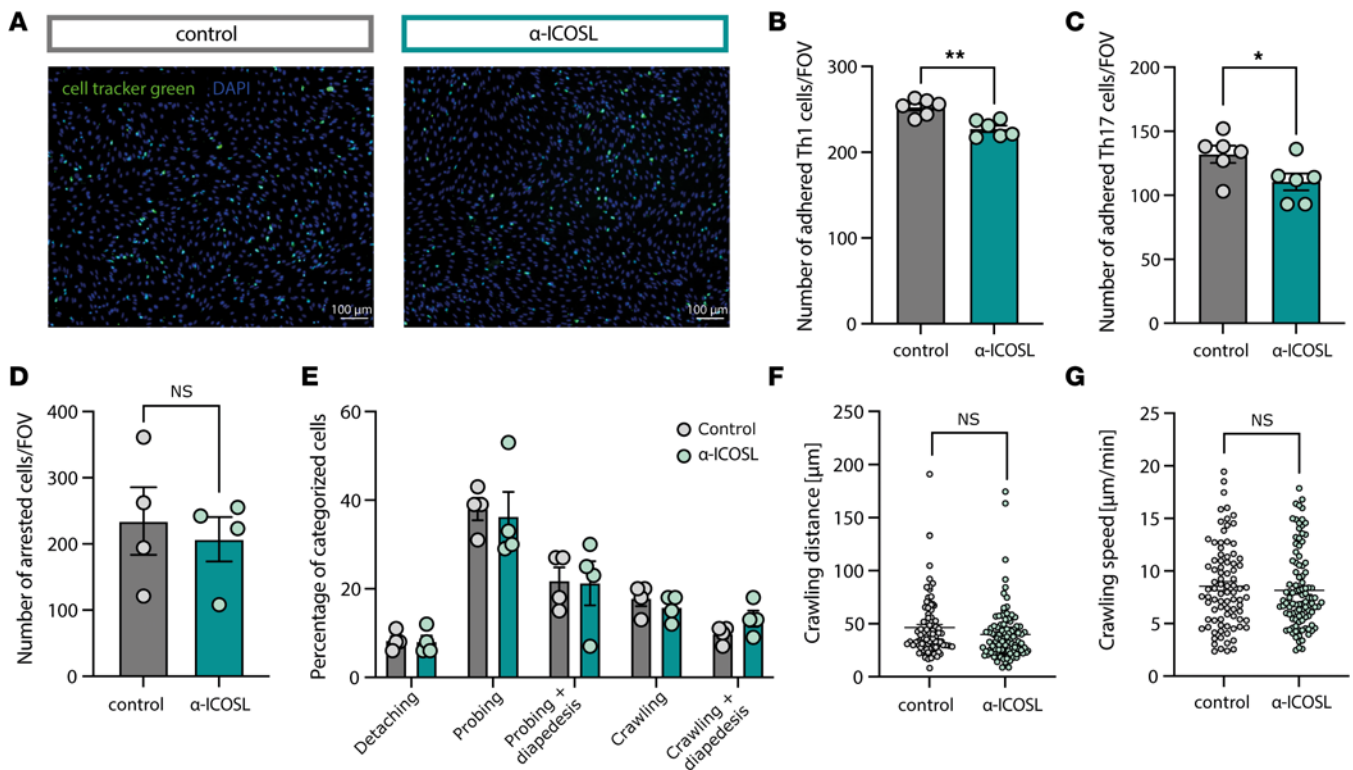 A
control
α-ICOSL
cell tracker green DAPI
100 μm
100 μm
B
Number of adhered Th1 cells/FOV
300
200
100
0
**
control
α-ICOSL
C
Number of adhered Th17 cells/FOV
200
150
100
50
0
*
control
α-ICOSL
D
Number of arrested cells/FOV
400
300
200
100
0
NS
control
α-ICOSL
E
Percentage of categorized cells
60
40
20
0
Control
α-ICOSL
Detaching
Probing
Probing +
diapedesis
Crawling
Crawling +
diapedesis
F
Crawling distance [μm]
250
200
150
100
50
0
NS
control
α-ICOSL
G
Crawling speed [μm/min]
25
20
15
10
5
0
NS
control
α-ICOSL